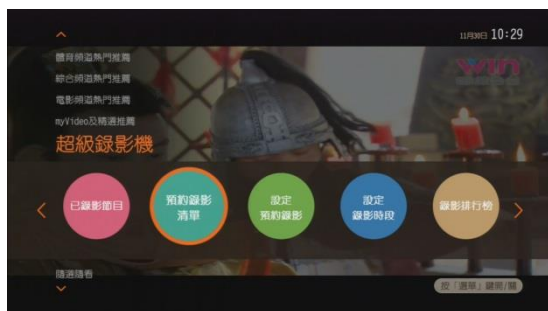 11月30日 10:29
體育頻道熱門推薦
綜合頻道熱門推薦
電影頻道熱門推薦
myVideo及精選推薦
超級錄影機
win
已錄影節目
預約錄影
清單
設定
預約錄影
設定
錄影時段
錄影排行榜
隨選隨看
按「選單」鍵開/關